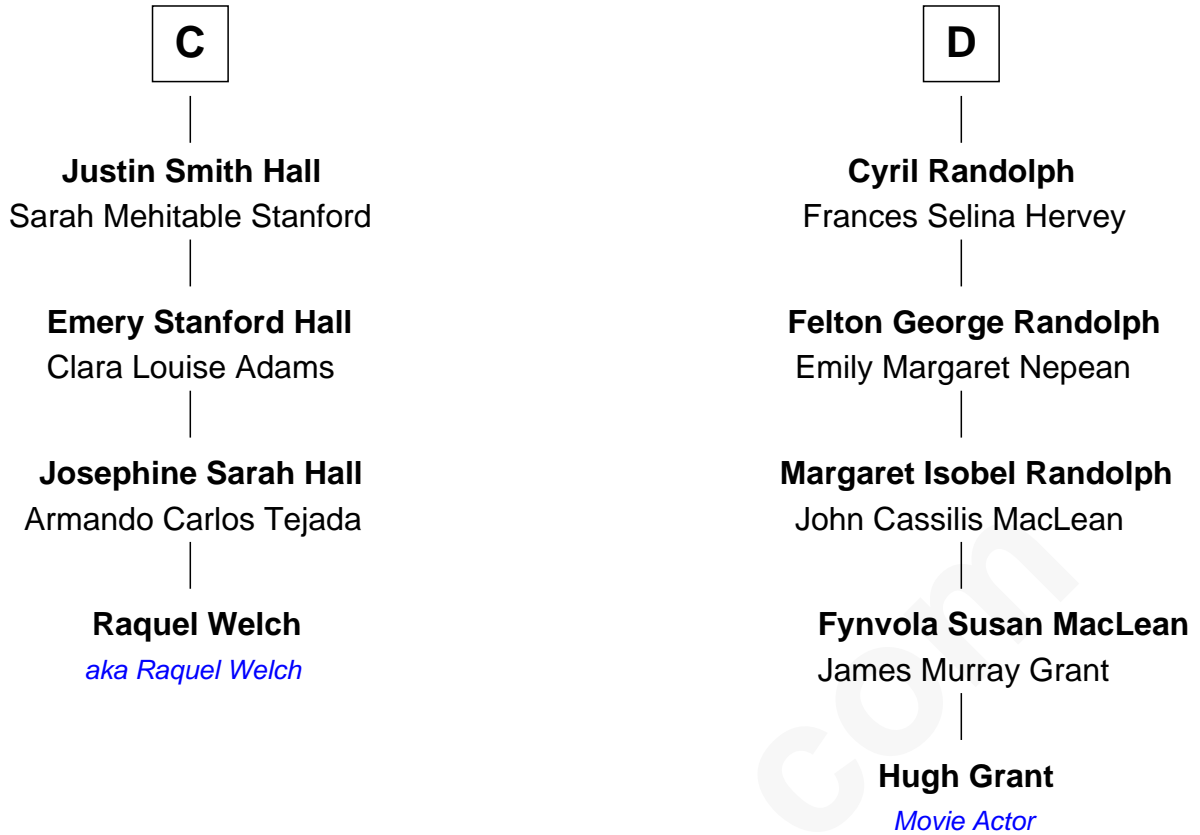 C
Justin Smith Hall
Sarah Mehitable Stanford
Emery Stanford Hall
Clara Louise Adams
Josephine Sarah Hall
Armando Carlos Tejada
Raquel Welch
aka Raquel Welch
D
Cyril Randolph
Frances Selina Hervey
Felton George Randolph
Emily Margaret Nepean
Margaret Isobel Randolph
John Cassilis MacLean
Fynvola Susan MacLean
James Murray Grant
Hugh Grant
Movie Actor
com